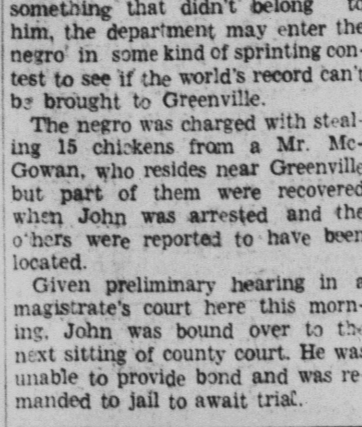 something that didn't belong to
him, the department may enter the
negro in some kind of sprinting con-
test to see if the world's record can't
be brought to Greenville.
The negro was charged with steal-
ing 15 chickens from a Mr. Mc-
Gowan, who resides near Greenville
but part of them were recovered
when John was arrested and the
others were reported to have been
located.
Given preliminary hearing in a
magistrate's court here this morn-
ing, John was bound over to the
next sitting of county court. He was
unable to provide bond and was re
manded to jail to await trial.